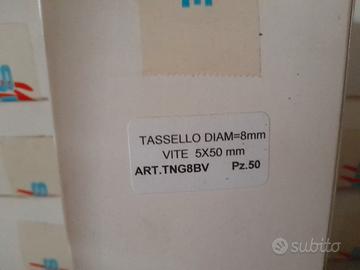 TASSELLO DIAM=8mm
VITE 5X50 mm
ART.TNG8BV Pz.50
subito